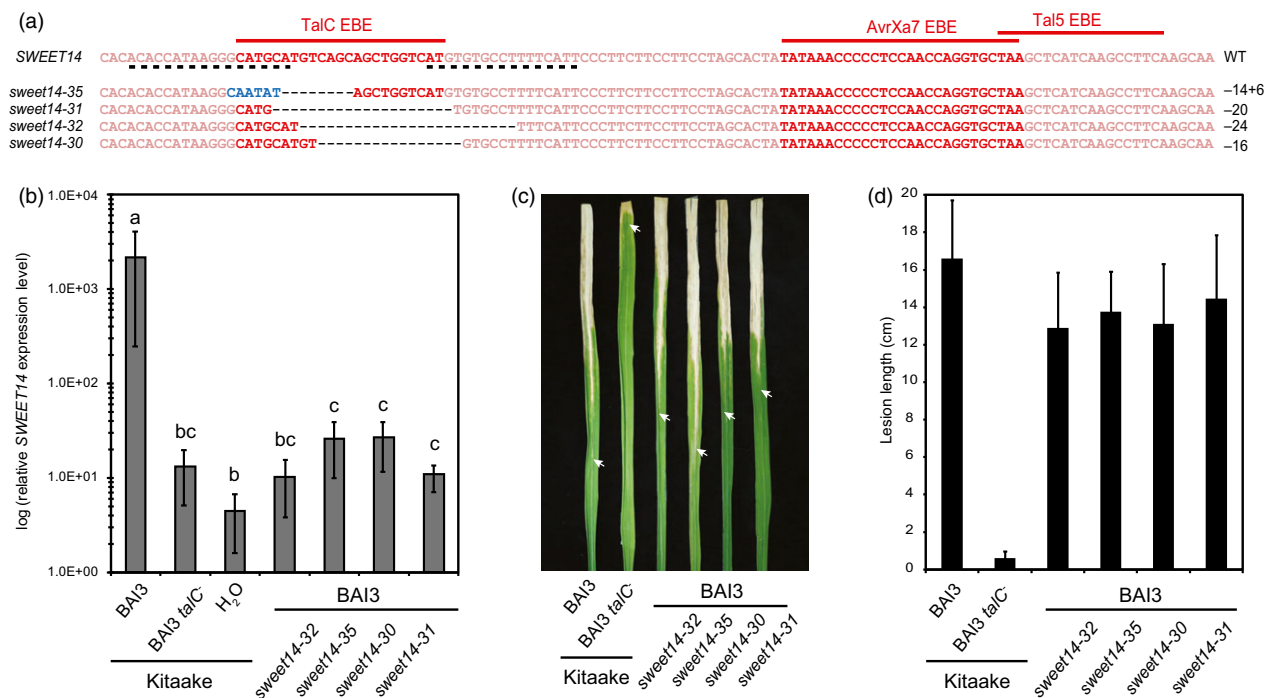 (a)
TalC EBE
AvrXa7 EBE
Tal5 EBE
SWEET14 CACACACCATAAGGGCATGCATGTCAGCAGCTGGTCATGTGTGCCTTTTCATTCCCTTCTTCCTTCCTAGCACTATATAAACCCCCTCCAACCAGGTGCTAAGCTCATCAAGCCTTCAAGCAA WT
sweet14-35 CACACACCATAAGGCAATAT--------AGCTGGTCATGTGTGCCTTTTCATTCCCTTCTTCCTTCCTAGCACTATATAAACCCCCTCCAACCAGGTGCTAAGCTCATCAAGCCTTCAAGCAA –14+6
sweet14-31 CACACACCATAAGGGCATG--------------------TGTGCCTTTTCATTCCCTTCTTCCTTCCTAGCACTATATAAACCCCCTCCAACCAGGTGCTAAGCTCATCAAGCCTTCAAGCAA –20
sweet14-32 CACACACCATAAGGGCATGCAT------------------------TTTCATTCCCTTCTTCCTTCCTAGCACTATATAAACCCCCTCCAACCAGGTGCTAAGCTCATCAAGCCTTCAAGCAA –24
sweet14-30 CACACACCATAAGGGCATGCATGT----------------GTGCCTTTTCATTCCCTTCTTCCTTCCTAGCACTATATAAACCCCCTCCAACCAGGTGCTAAGCTCATCAAGCCTTCAAGCAA –16
(b)
log (relative SWEET14 expression level)
1.0E+04
1.0E+03
1.0E+02
1.0E+01
1.0E+00
a
bc
b
bc
c
c
c
BAI3
BAI3 talC-
H2O
BAI3
sweet14-32
sweet14-35
sweet14-30
sweet14-31
Kitaake
(c)
BAI3
BAI3 talC-
BAI3
sweet14-32
sweet14-35
sweet14-30
sweet14-31
Kitaake
(d)
Lesion length (cm)
20
18
16
14
12
10
8
6
4
2
0
BAI3
BAI3 talC-
BAI3
sweet14-32
sweet14-35
sweet14-30
sweet14-31
Kitaake